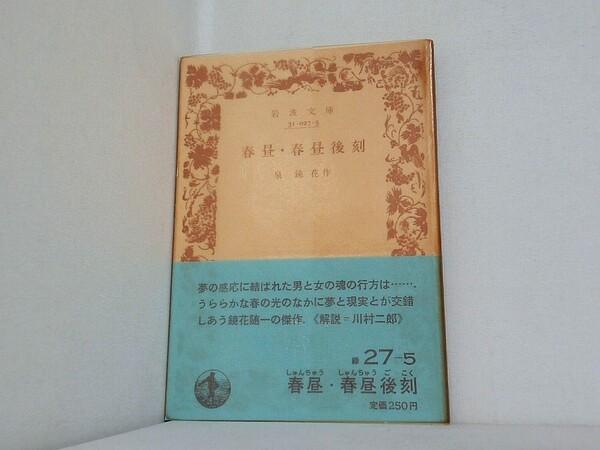 岩波文庫
31-027-5
春昼・春昼後刻
泉鏡花作
夢の感応に結ばれた男と女の魂の行方は……．
うららかな春の光のなかに夢と現実とが交錯
しあう鏡花随一の傑作．《解説＝川村二郎》
緑 27-5
しゅんちゅう しゅんちゅう ご こく
春昼・春昼後刻
定価250円